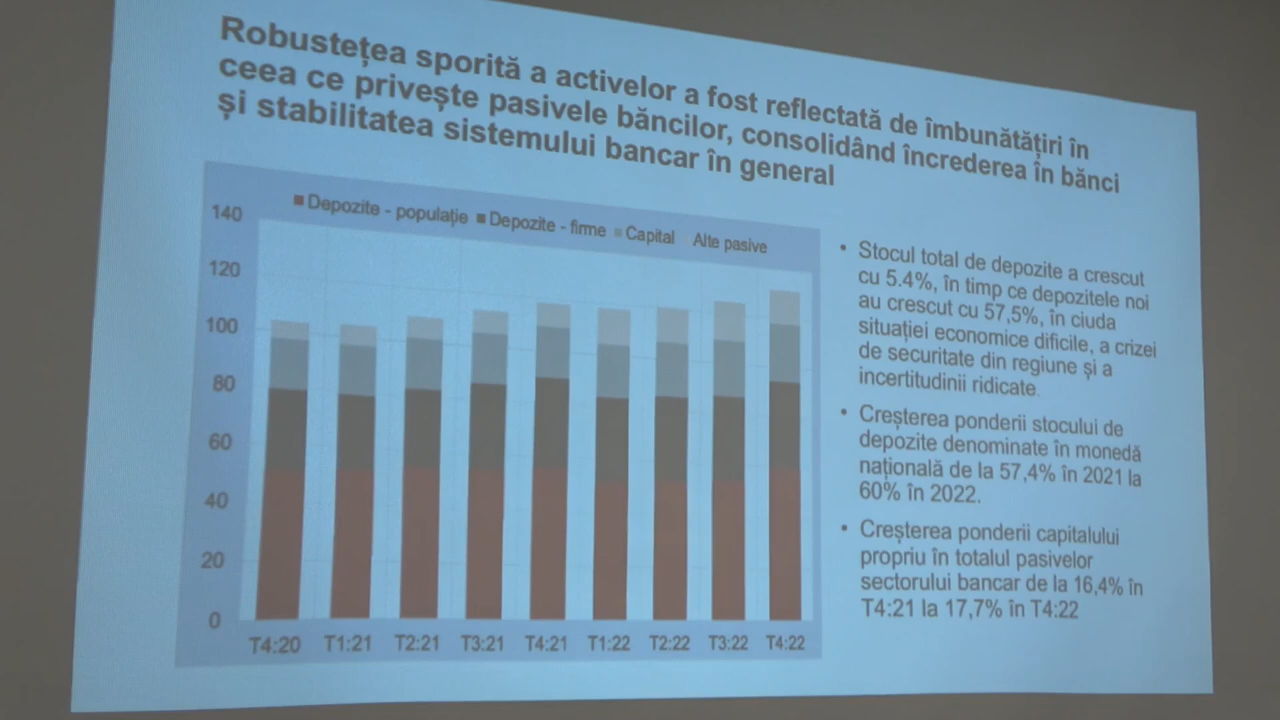 Robustețea sporită a activelor a fost reflectată de îmbunătățiri în
ceea ce privește pasivele băncilor, consolidând încrederea în bănci
și stabilitatea sistemului bancar în general
Depozite - populație Depozite - firme Capital Alte pasive
140
120
100
80
60
40
20
0
T4:20 T1:21 T2:21 T3:21 T4:21 T1:22 T2:22 T3:22 T4:22
• Stocul total de depozite a crescut
cu 5.4%, în timp ce depozitele noi
au crescut cu 57,5%, în ciuda
situației economice dificile, a crizei
de securitate din regiune și a
incertitudinii ridicate.
• Creșterea ponderii stocului de
depozite denominate în monedă
națională de la 57,4% în 2021 la
60% în 2022.
• Creșterea ponderii capitalului
propriu în totalul pasivelor
sectorului bancar de la 16,4% în
T4:21 la 17,7% în T4:22